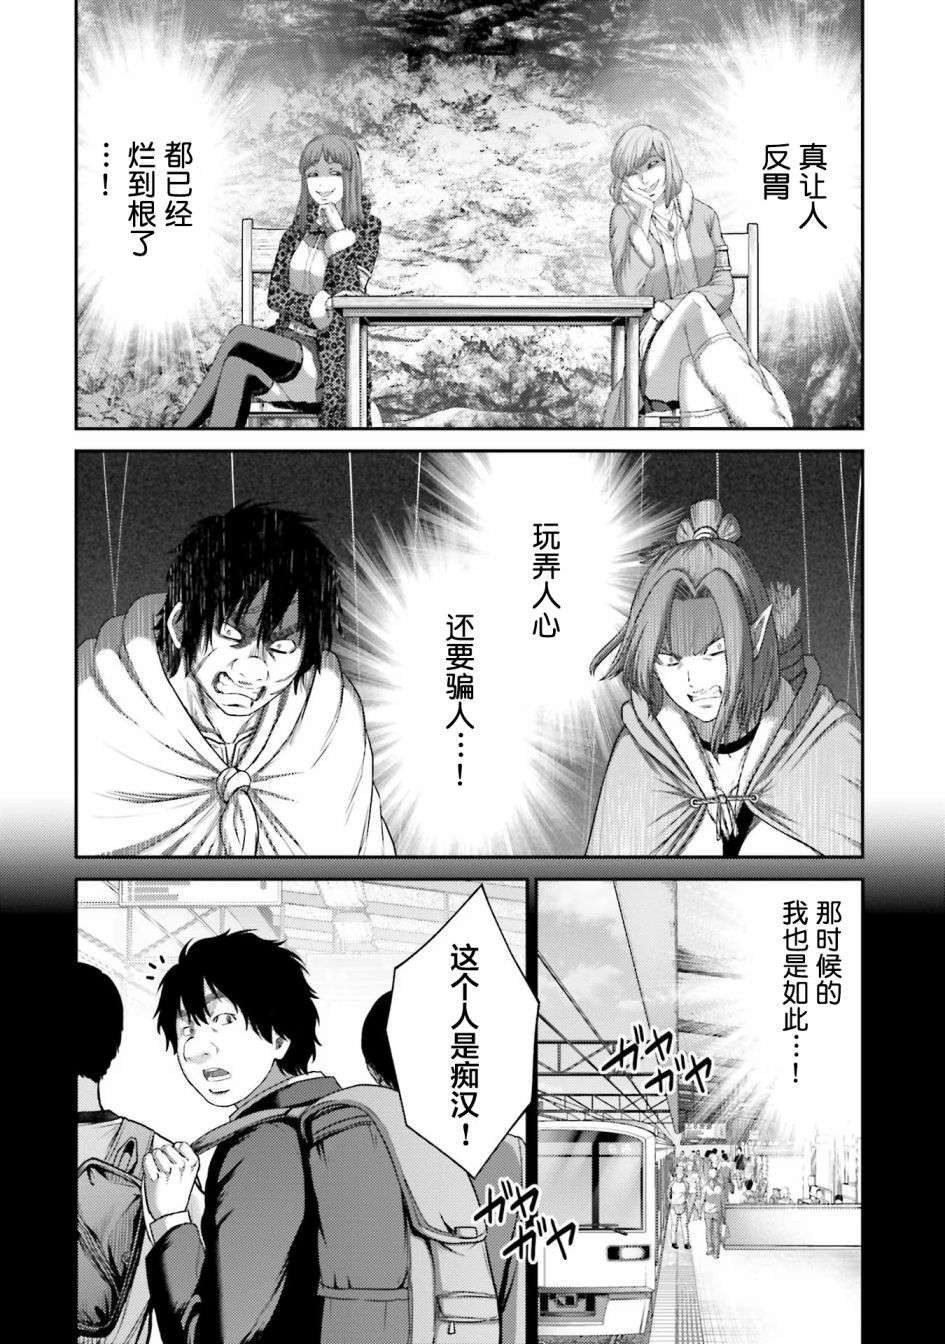 真让人
反胃
都已经
烂到根了
…！
玩弄人心
还要骗人…！
那时候的
我也是如此…！
ガヤ
ガヤ
ガヤ
ガヤ
这个人是痴汉！